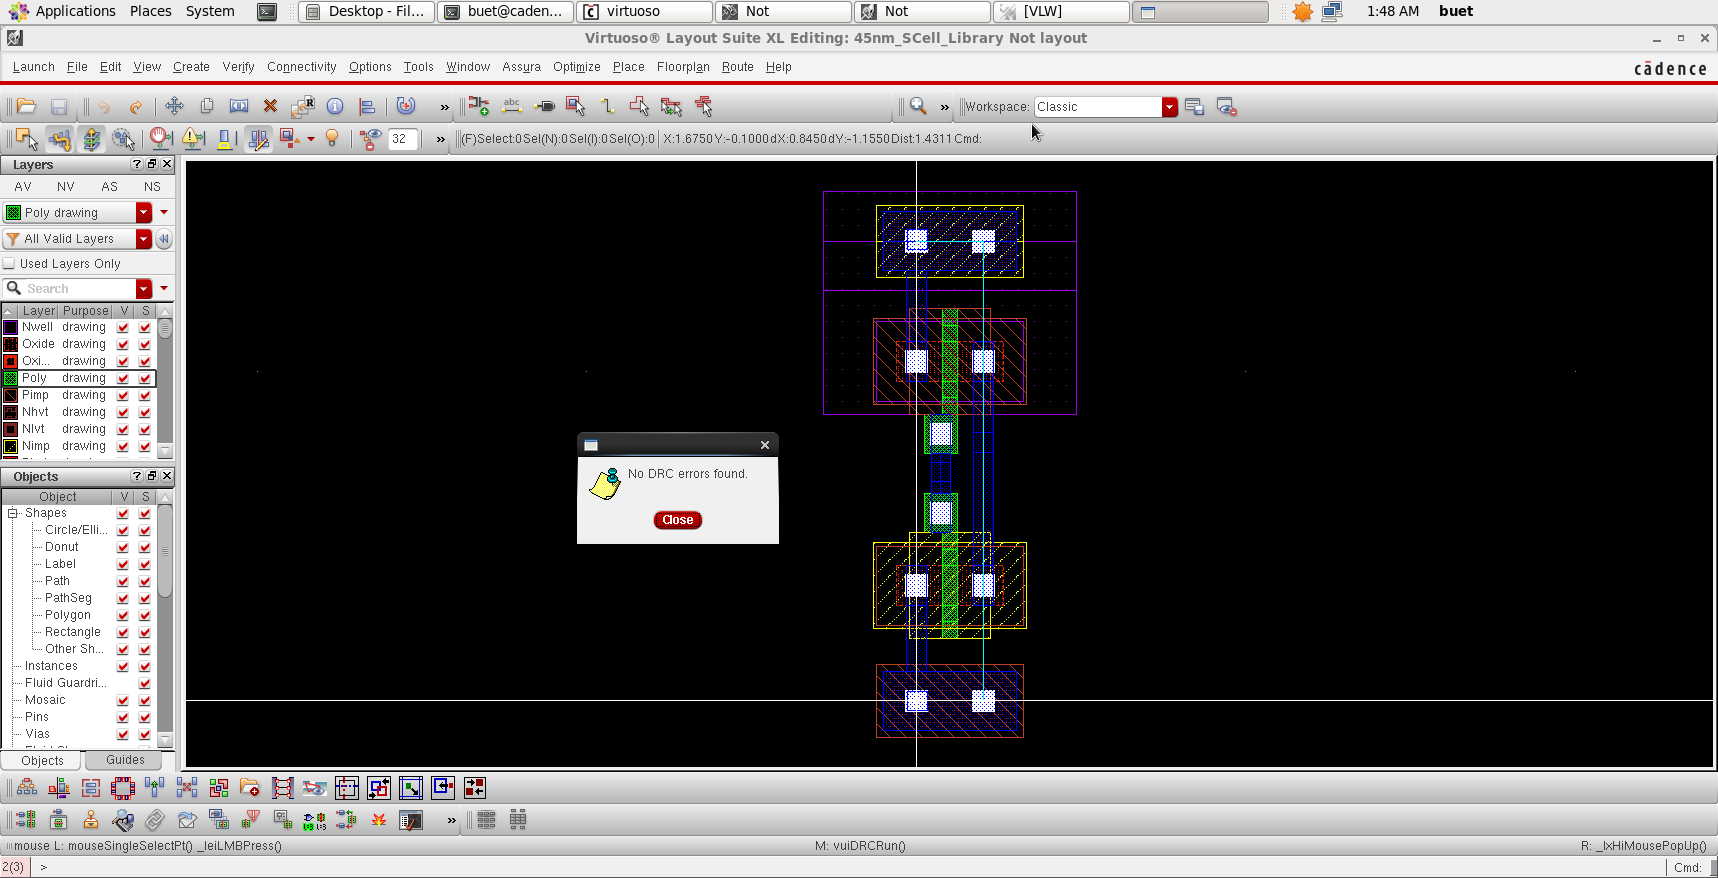 Applications Places System Desktop - Fil... buet@caden... virtuoso Not Not [VLW] 1:48 AM buet
Virtuoso® Layout Suite XL Editing: 45nm_SCell_Library Not layout
Launch File Edit View Create Verify Connectivity Options Tools Window Assura Optimize Place Floorplan Route Help cādence
abc » » Workspace: Classic
32 » (F)Select:0 Sel(N):0 Sel(I):0 Sel(O):0 X:1.6750 Y:-0.1000 dX:0.8450 dY:-1.1550 Dist:1.4311 Cmd:
Layers
AV NV AS NS
Poly drawing
All Valid Layers
Used Layers Only
Search
Layer Purpose V S
Nwell drawing
Oxide drawing
Oxi... drawing
Poly drawing
Pimp drawing
Nhvt drawing
Nlvt drawing
Nimp drawing
Objects
Object V S
Shapes
Circle/Elli...
Donut
Label
Path
PathSeg
Polygon
Rectangle
Other Sh...
Instances
Fluid Guardri...
Mosaic
Pins
Vias
Objects Guides
No DRC errors found.
Close
mouse L: mouseSingleSelectPt() _leiLMBPress() M: vuiDRCRun() R: _lxHiMousePopUp()
2(3) > Cmd: